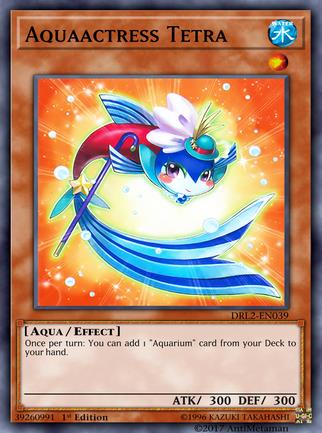 Aquaactress Tetra
WATER
水
DRL2-EN039
[ Aqua / Effect ]
Once per turn: You can add 1 "Aquarium" card from your Deck to
your hand.
ATK/ 300 DEF/ 300
39260991 1st Edition ©1996 KAZUKI TAKAHASHI
©2017 AntiMetaman